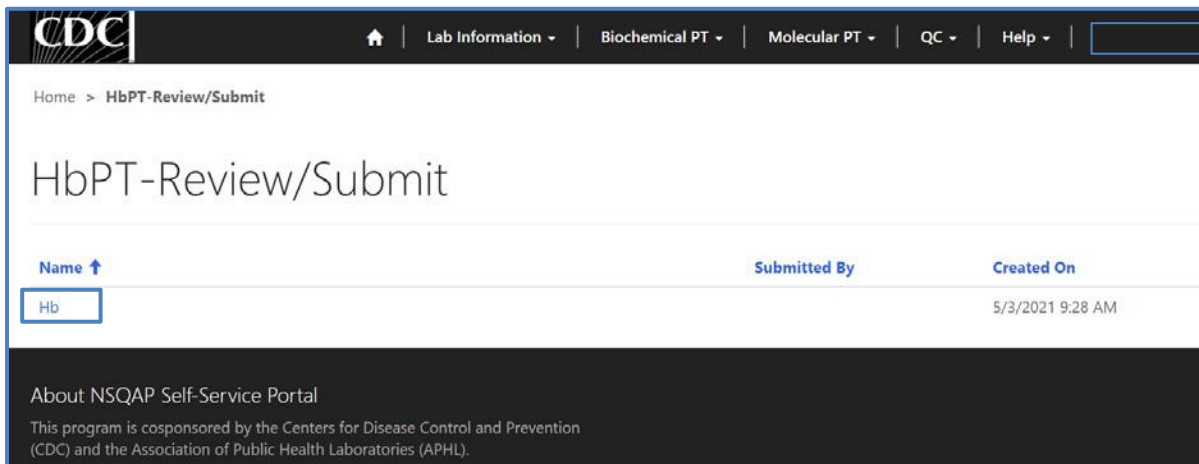 CDC
Lab Information | Biochemical PT | Molecular PT | QC | Help |
Home > HbPT-Review/Submit
HbPT-Review/Submit
Name ↑ Submitted By Created On
Hb 5/3/2021 9:28 AM
About NSQAP Self-Service Portal
This program is cosponsored by the Centers for Disease Control and Prevention
(CDC) and the Association of Public Health Laboratories (APHL).